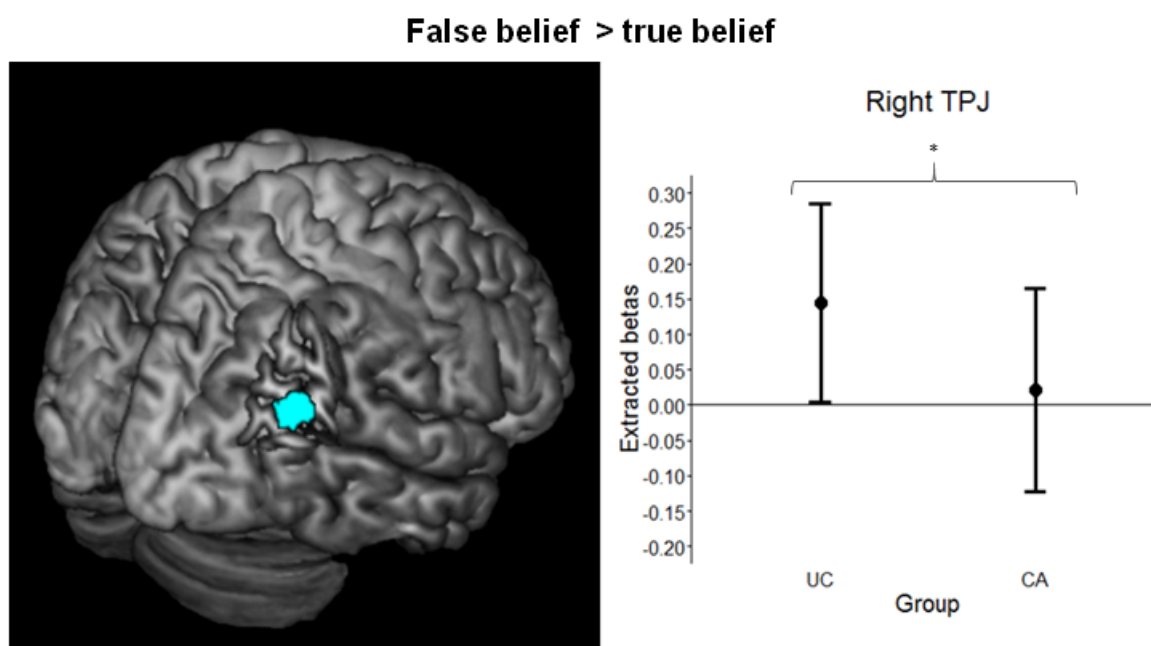 False belief > true belief
Right TPJ
*
Extracted betas
0.30
0.25
0.20
0.15
0.10
0.05
0.00
-0.05
-0.10
-0.15
-0.20
UC CA
Group